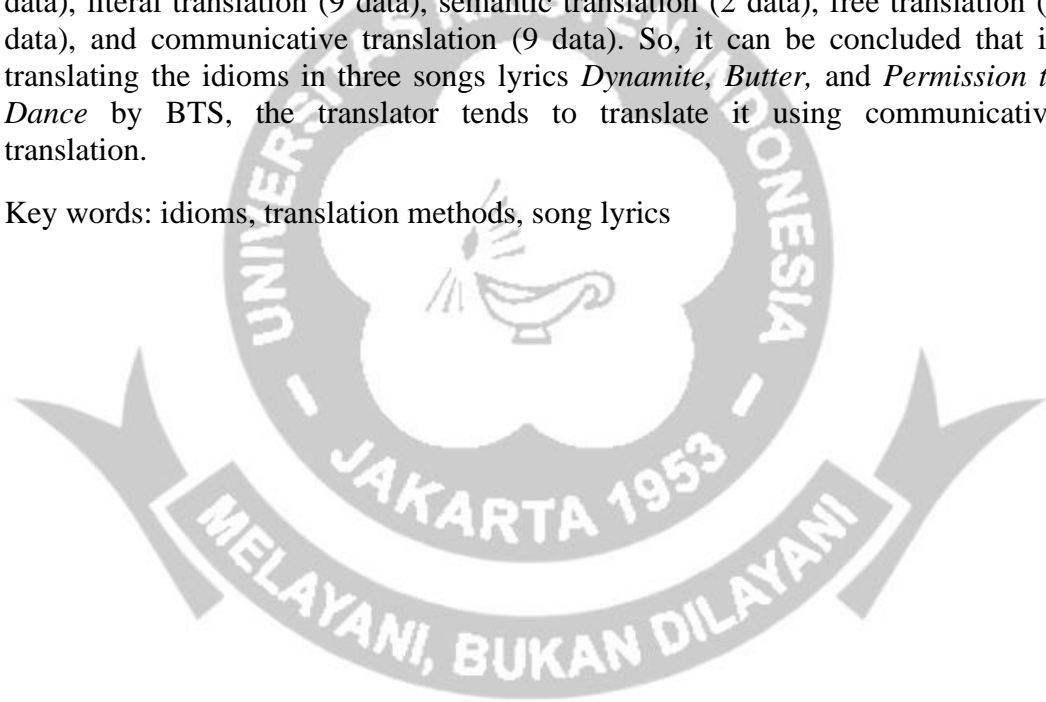 data), literal translation (9 data), semantic translation (2 data), free translation (
data), and communicative translation (9 data). So, it can be concluded that i
translating the idioms in three songs lyrics Dynamite, Butter, and Permission t
Dance by BTS, the translator tends to translate it using communicativ
translation.
Key words: idioms, translation methods, song lyrics
UNIVERSITAS KRISTEN INDONESIA
- JAKARTA 1953 -
MELAYANI, BUKAN DILAYANI